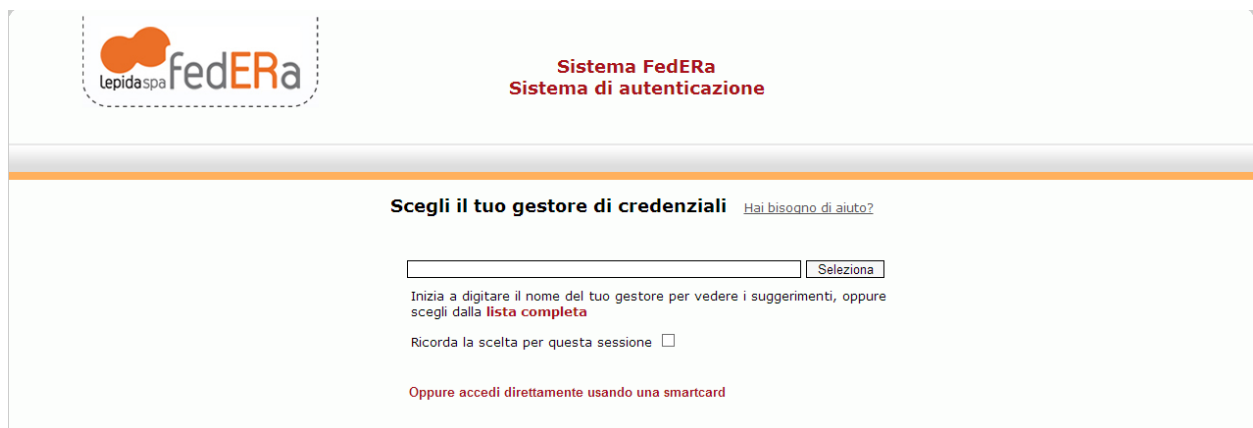 lepidaspa fedERa
Sistema FedERa
Sistema di autenticazione
Scegli il tuo gestore di credenziali Hai bisogno di aiuto?
Seleziona
Inizia a digitare il nome del tuo gestore per vedere i suggerimenti, oppure
scegli dalla lista completa
Ricorda la scelta per questa sessione
Oppure accedi direttamente usando una smartcard